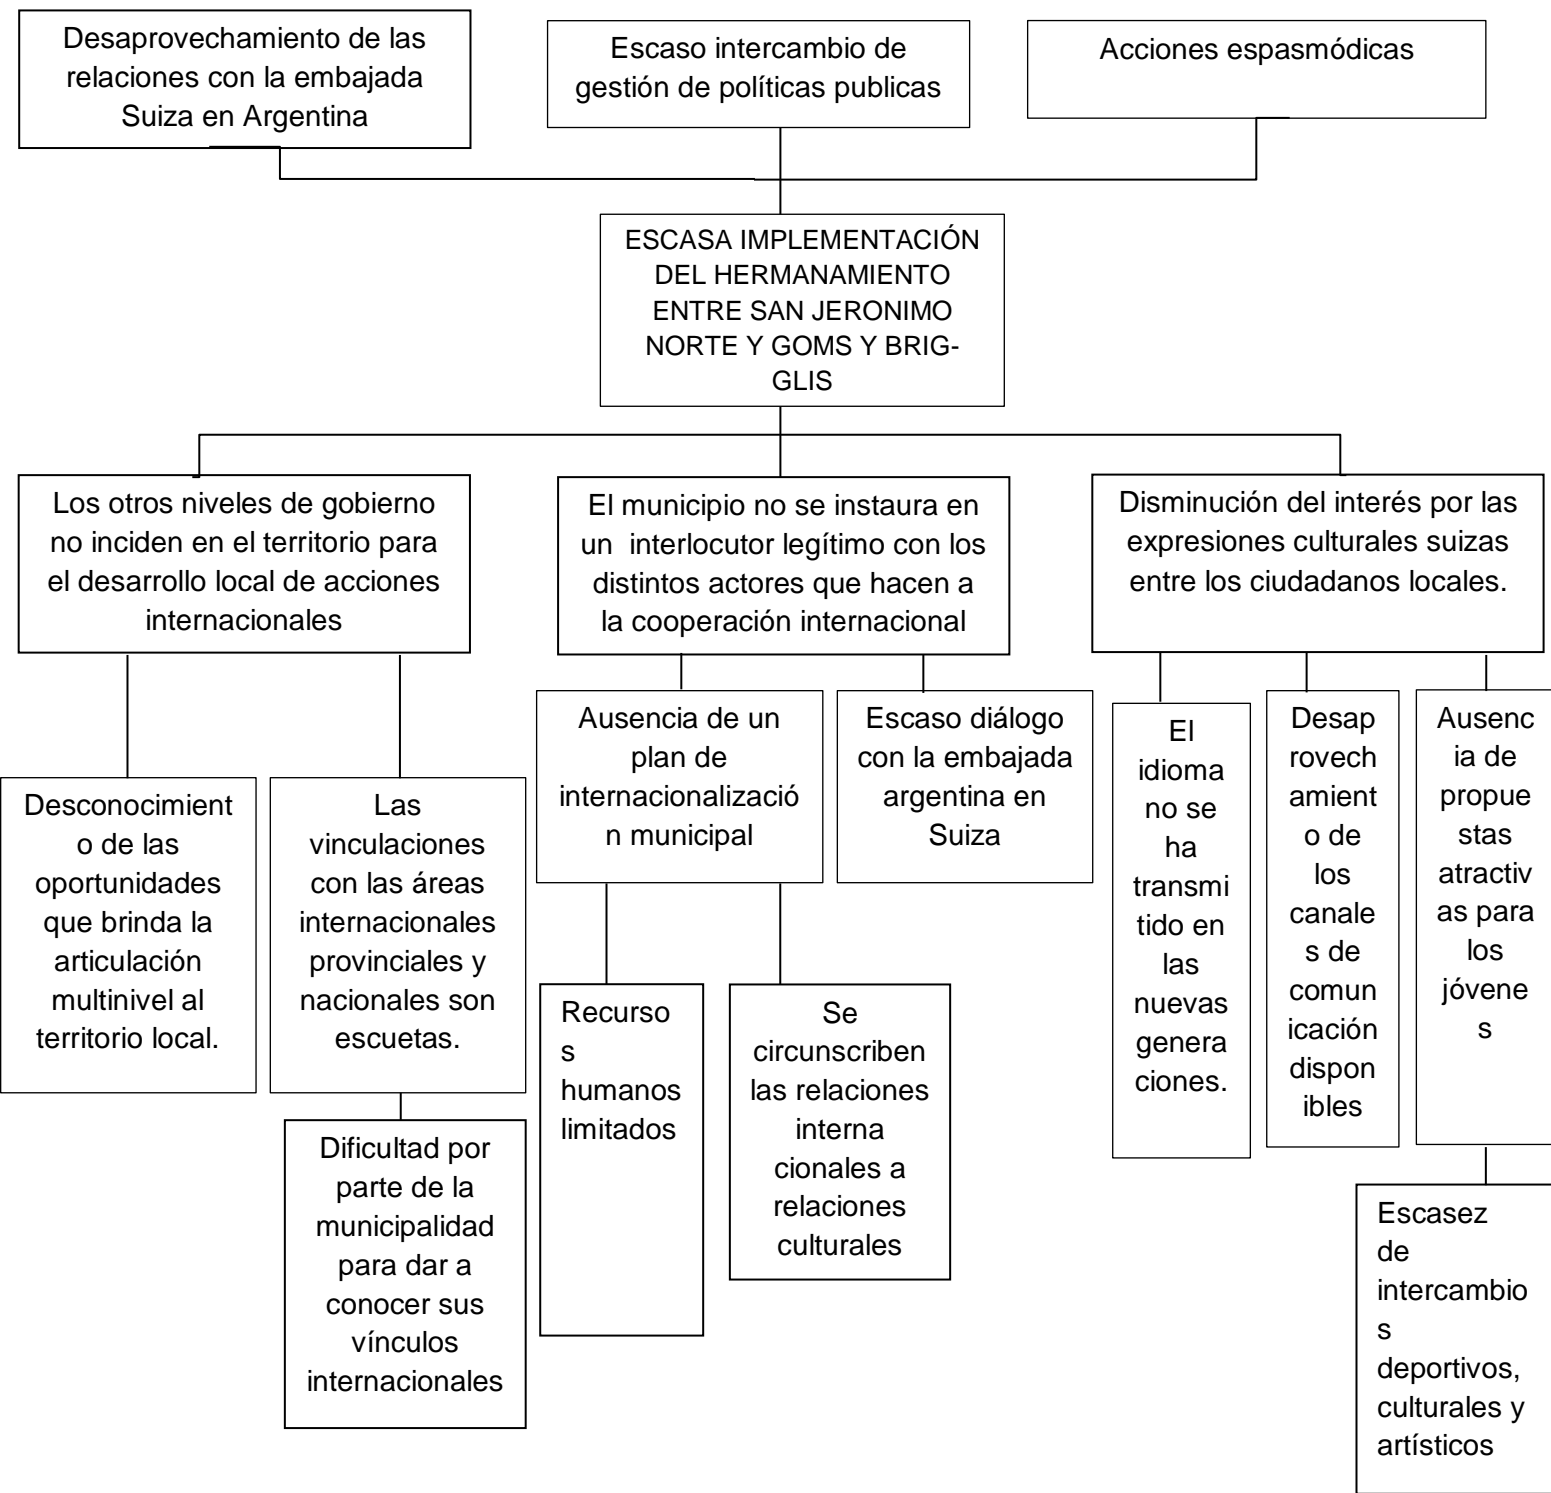 Desaprovechamiento de las
relaciones con la embajada
Suiza en Argentina
Escaso intercambio de
gestión de políticas publicas
Acciones espasmódicas
ESCASA IMPLEMENTACIÓN
DEL HERMANAMIENTO
ENTRE SAN JERONIMO
NORTE Y GOMS Y BRIG-
GLIS
Los otros niveles de gobierno
no inciden en el territorio para
el desarrollo local de acciones
internacionales
El municipio no se instaura en
un  interlocutor legítimo con los
distintos actores que hacen a
la cooperación internacional
Disminución del interés por las
expresiones culturales suizas
entre los ciudadanos locales.
Desconocimient
o de las
oportunidades
que brinda la
articulación
multinivel al
territorio local.
Las
vinculaciones
con las áreas
internacionales
provinciales y
nacionales son
escuetas.
Dificultad por
parte de la
municipalidad
para dar a
conocer sus
vínculos
internacionales
Ausencia de un
plan de
internacionalizació
n municipal
Escaso diálogo
con la embajada
argentina en
Suiza
Recurso
s
humanos
limitados
Se
circunscriben
las relaciones
interna
cionales a
relaciones
culturales
El
idioma
no se
ha
transmi
tido en
las
nuevas
genera
ciones.
Desap
rovech
amient
o de
los
canale
s de
comun
icación
dispon
ibles
Ausenc
ia de
propue
stas
atractiv
as para
los
jóvene
s
Escasez
de
intercambio
s
deportivos,
culturales y
artísticos